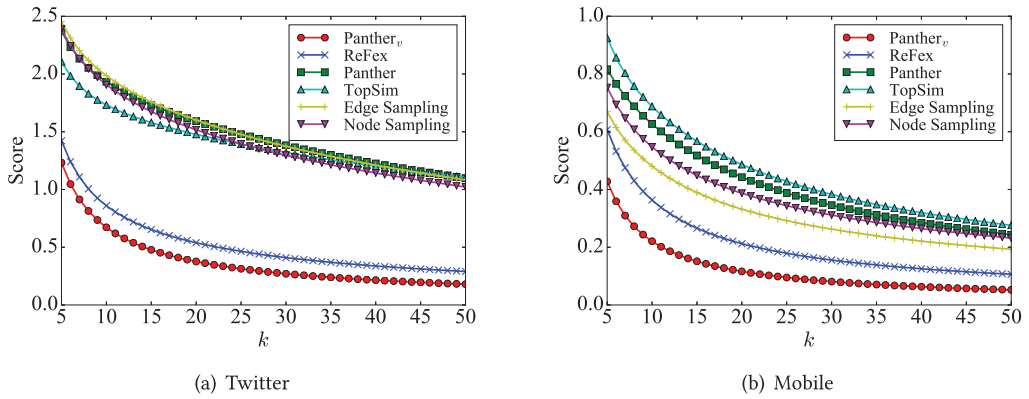 2.5
2.0
1.5
1.0
0.5
0.0
Score
5 10 15 20 25 30 35 40 45 50
k
Pantherᵥ
ReFex
Panther
TopSim
Edge Sampling
Node Sampling
(a) Twitter
1.0
0.8
0.6
0.4
0.2
0.0
Score
5 10 15 20 25 30 35 40 45 50
k
Pantherᵥ
ReFex
Panther
TopSim
Edge Sampling
Node Sampling
(b) Mobile